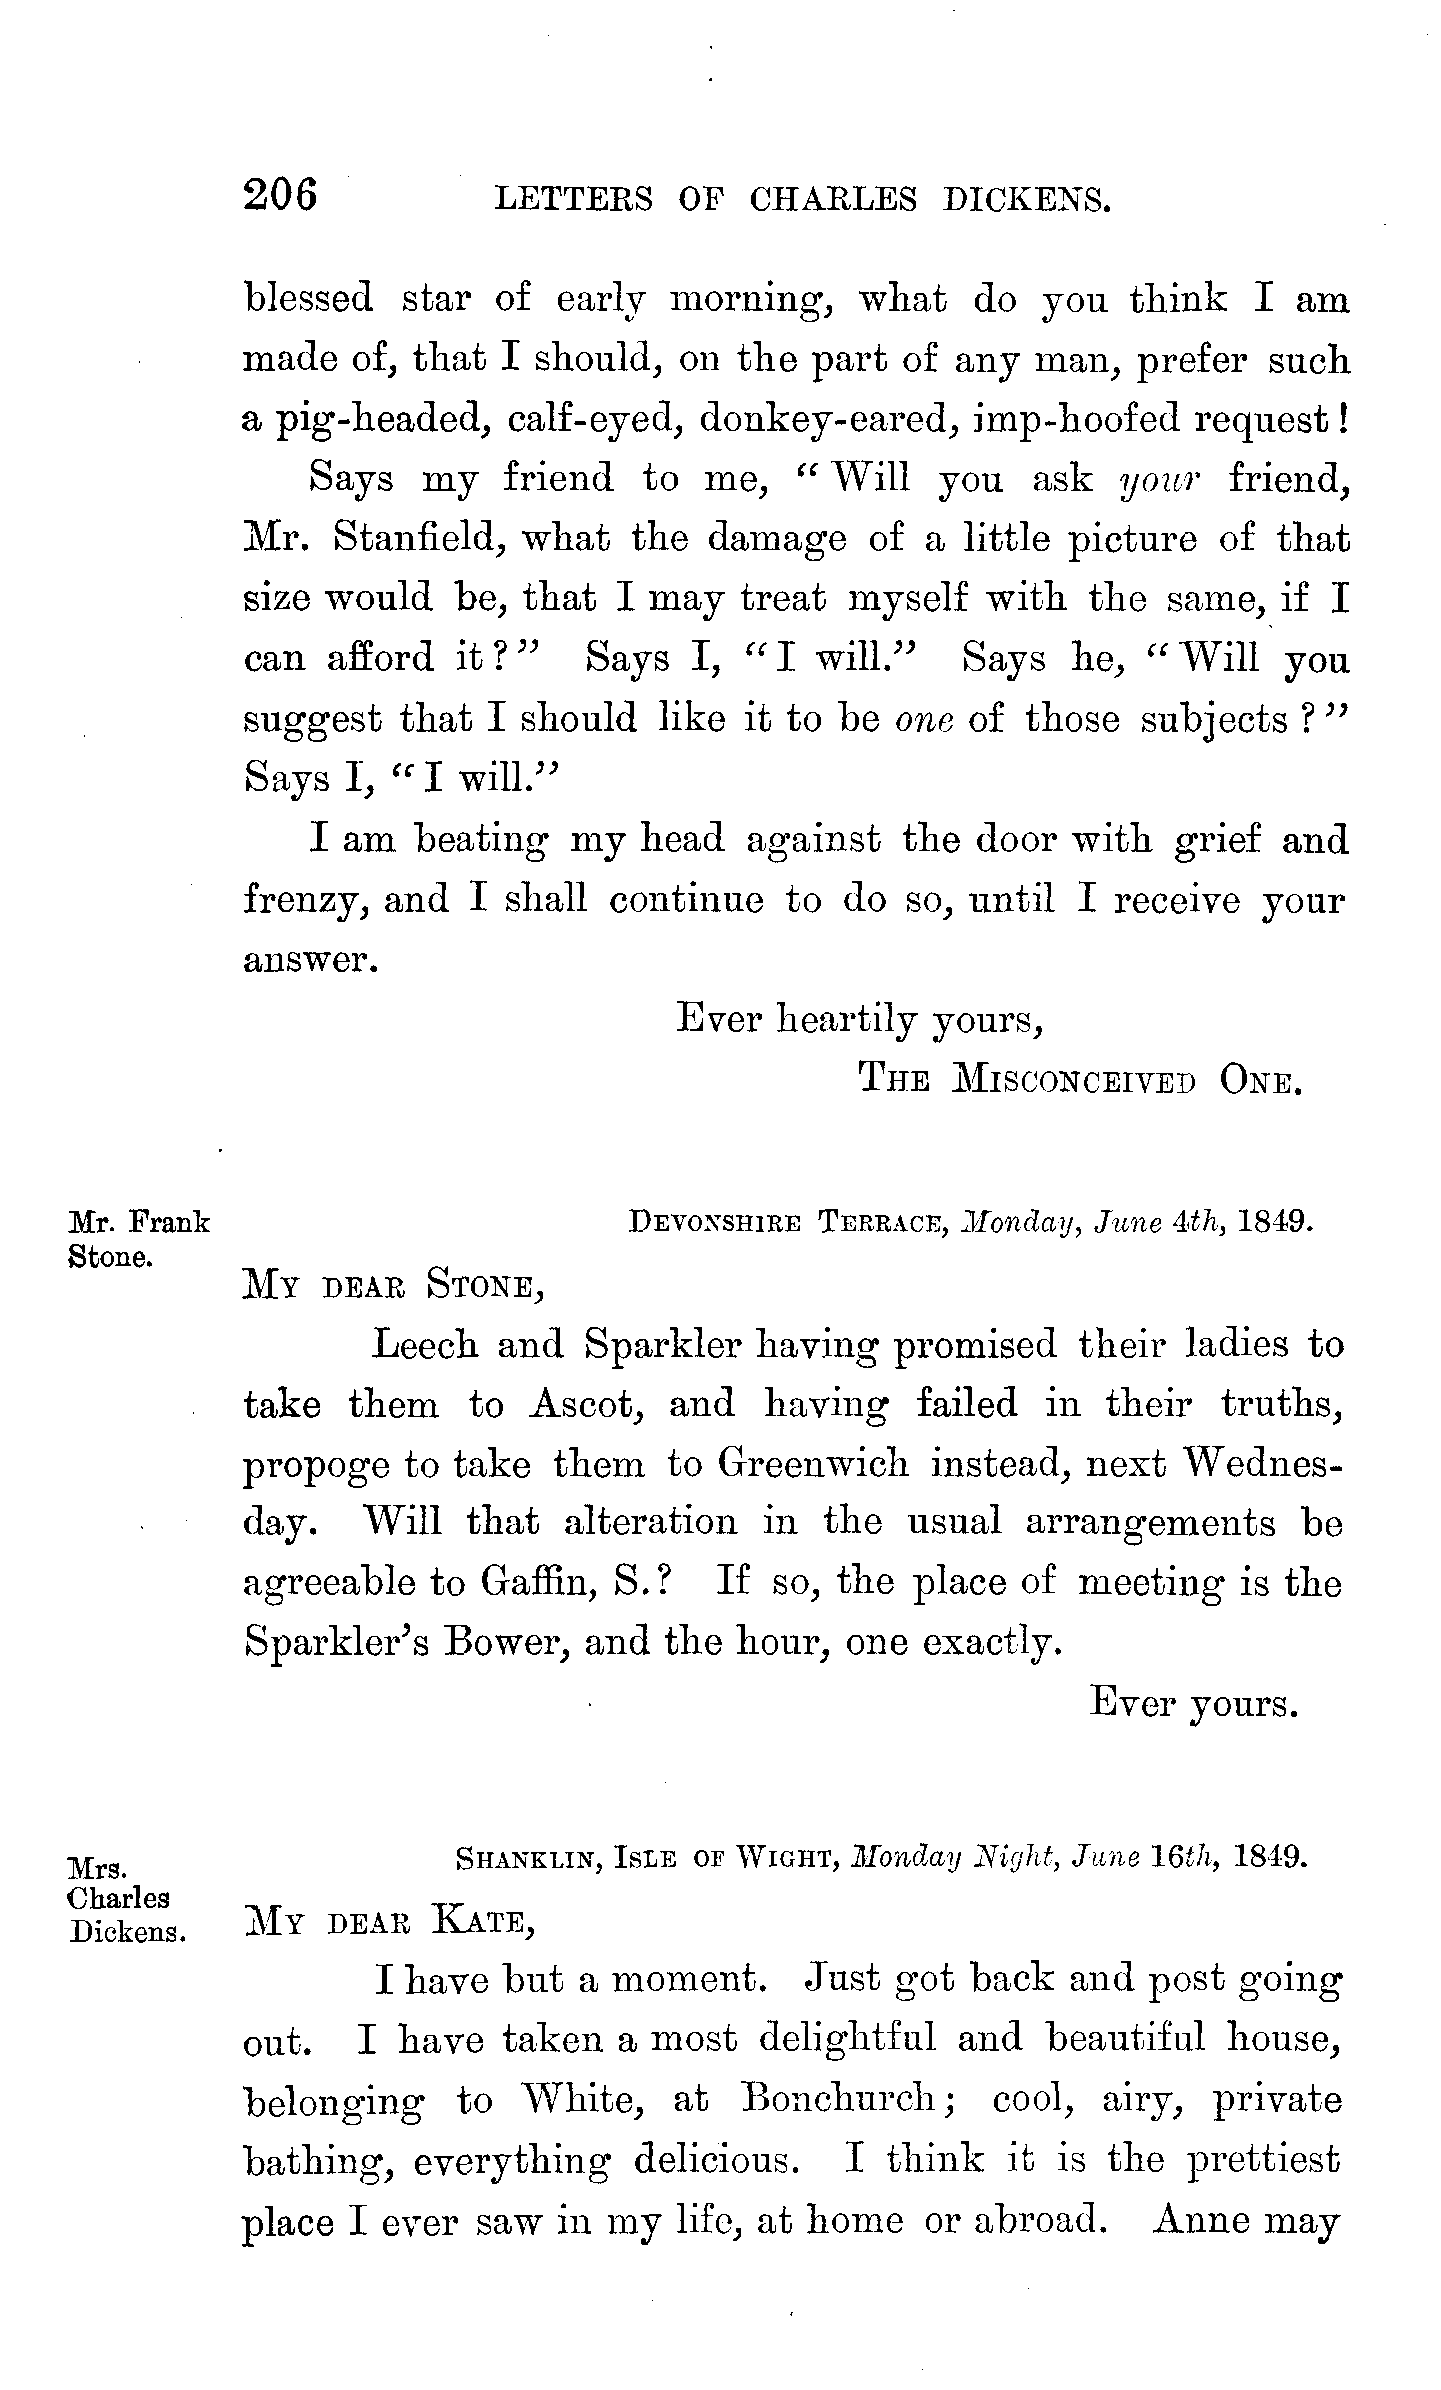 206 LETTERS OF CHARLES DICKENS.
blessed star of early morning, what do you think I am
made of, that I should, on the part of any man, prefer such
a pig-headed, calf-eyed, donkey-eared, imp-hoofed request!
Says my friend to me, "Will you ask your friend,
Mr. Stanfield, what the damage of a little picture of that
size would be, that I may treat myself with the same, if I
can afford it?" Says I, "I will." Says he, "Will you
suggest that I should like it to be one of those subjects?"
Says I, "I will."
I am beating my head against the door with grief and
frenzy, and I shall continue to do so, until I receive your
answer.
Ever heartily yours,
THE MISCONCEIVED ONE.
Mr. Frank
Stone.
DEVONSHIRE TERRACE, Monday, June 4th, 1849.
MY DEAR STONE,
Leech and Sparkler having promised their ladies to
take them to Ascot, and having failed in their truths,
propoge to take them to Greenwich instead, next Wednes-
day. Will that alteration in the usual arrangements be
agreeable to Gaffin, S.? If so, the place of meeting is the
Sparkler's Bower, and the hour, one exactly.
Ever yours.
Mrs.
Charles
Dickens.
SHANKLIN, ISLE OF WIGHT, Monday Night, June 16th, 1849.
MY DEAR KATE,
I have but a moment. Just got back and post going
out. I have taken a most delightful and beautiful house,
belonging to White, at Bonchurch; cool, airy, private
bathing, everything delicious. I think it is the prettiest
place I ever saw in my life, at home or abroad. Anne may